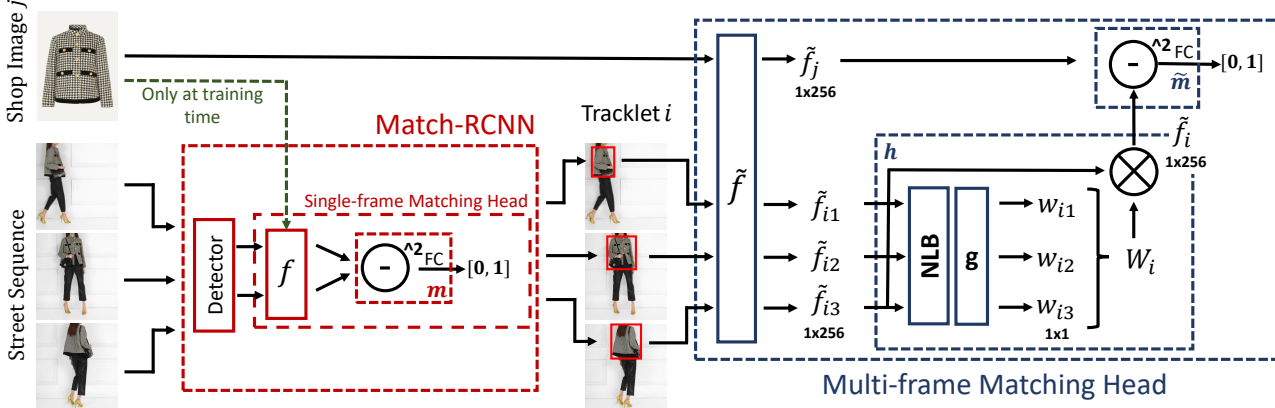 Shop Image j
Street Sequence
Only at training
time
Match-RCNN
Single-frame Matching Head
Detector
f
-
^2
FC
[0, 1]
m
Tracklet i
f̃
f̃j
1x256
f̃i1
f̃i2
f̃i3
1x256
h
NLB
g
wi1
wi2
wi3
1x1
Wi
f̃i
1x256
-
^2
FC
[0, 1]
m̃
Multi-frame Matching Head